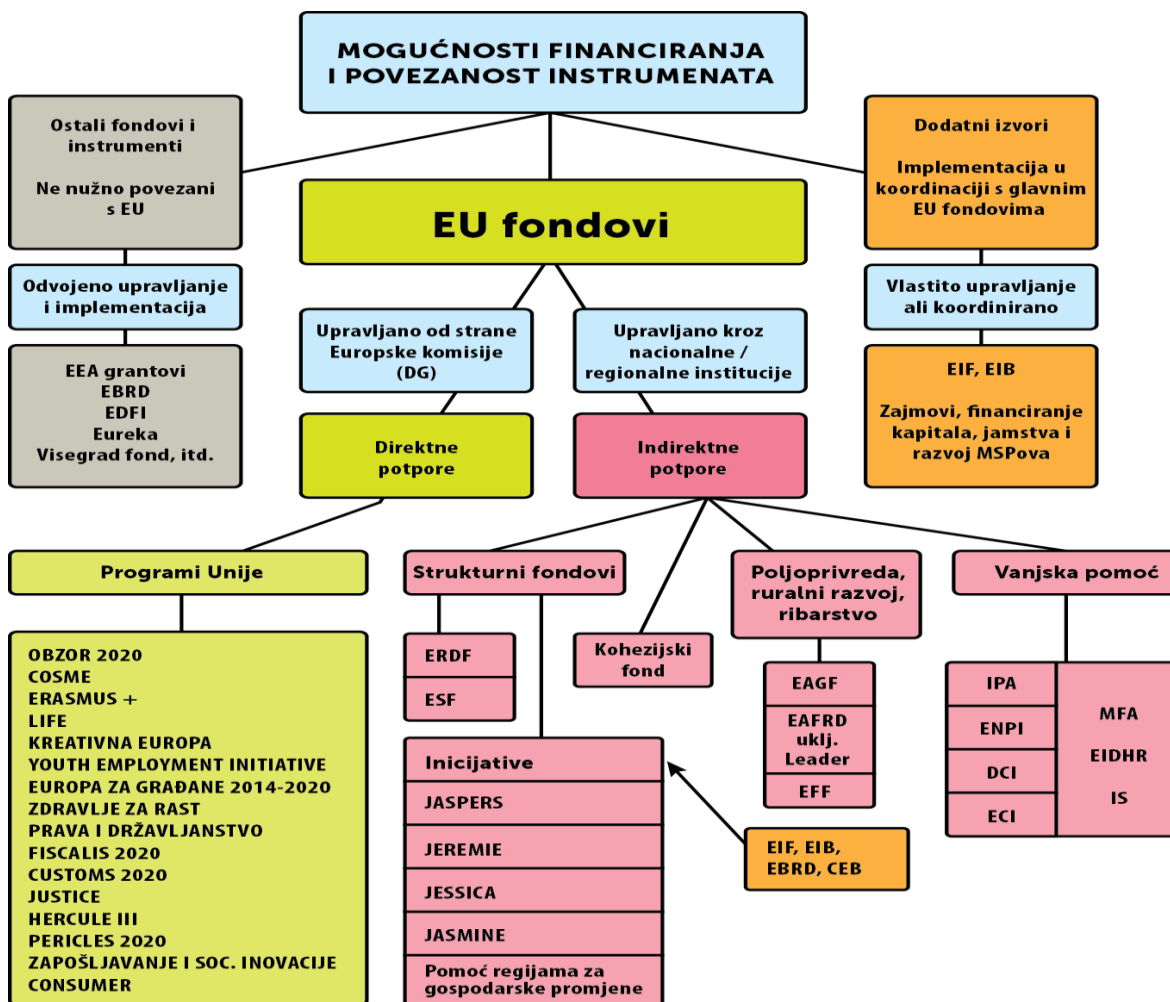 MOGUĆNOSTI FINANCIRANJA
I POVEZANOST INSTRUMENATA
Ostali fondovi i
instrumenti
Ne nužno povezani
s EU
Dodatni izvori
Implementacija u
koordinaciji s glavnim
EU fondovima
EU fondovi
Odvojeno upravljanje
i implementacija
Vlastito upravljanje
ali koordinirano
Upravljano od strane
Europske komisije
(DG)
Upravljano kroz
nacionalne /
regionalne institucije
EEA grantovi
EBRD
EDFI
Eureka
Visegrad fond, itd.
EIF, EIB
Zajmovi, financiranje
kapitala, jamstva i
razvoj MSPova
Direktne
potpore
Indirektne
potpore
Programi Unije
Strukturni fondovi
Poljoprivreda,
ruralni razvoj,
ribarstvo
Vanjska pomoć
OBZOR 2020
COSME
ERASMUS +
LIFE
KREATIVNA EUROPA
YOUTH EMPLOYMENT INITIATIVE
EUROPA ZA GRAĐANE 2014-2020
ZDRAVLJE ZA RAST
PRAVA I DRŽAVLJANSTVO
FISCALIS 2020
CUSTOMS 2020
JUSTICE
HERCULE III
PERICLES 2020
ZAPOŠLJAVANJE I SOC. INOVACIJE
CONSUMER
ERDF
ESF
Kohezijski
fond
EAGF
EAFRD
uklj.
Leader
EFF
IPA
ENPI
DCI
ECI
MFA
EIDHR
IS
Inicijative
JASPERS
JEREMIE
JESSICA
JASMINE
Pomoć regijama za
gospodarske promjene
EIF, EIB,
EBRD, CEB